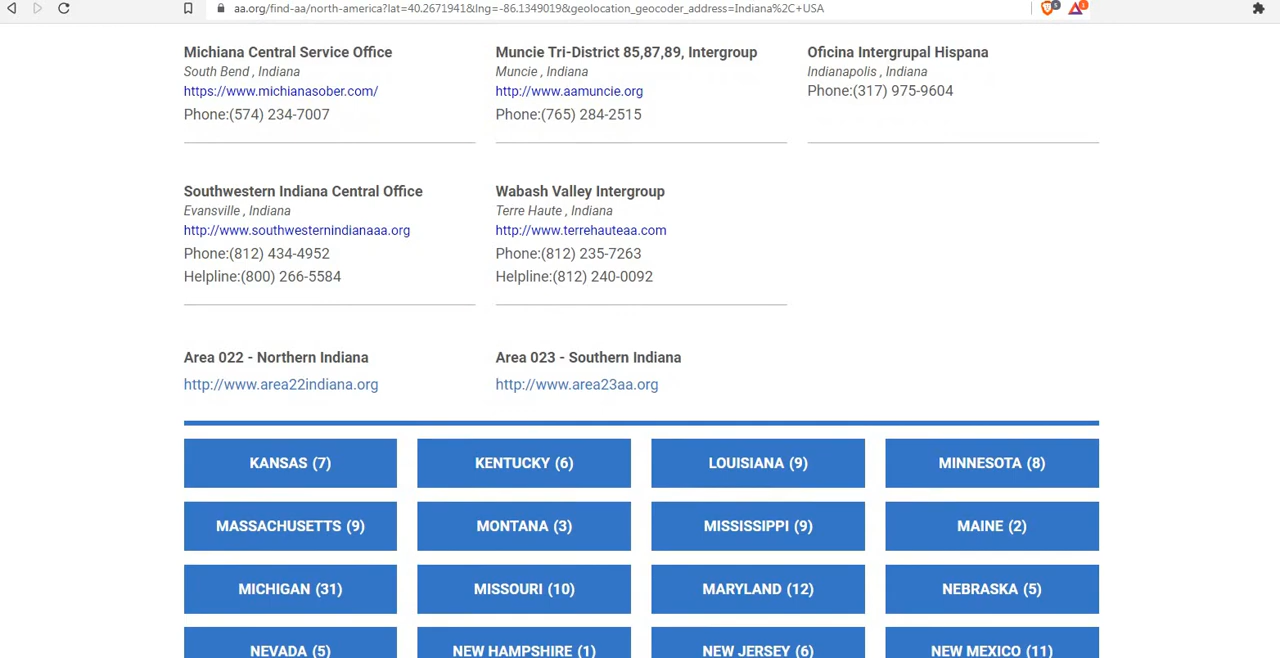 aa.org/find-aa/north-america?lat=40.2671941&lng=-86.1349019&geolocation_geocoder_address=Indiana%2C+USA
5
1
Michiana Central Service Office
South Bend , Indiana
https://www.michianasober.com/
Phone:(574) 234-7007
Muncie Tri-District 85,87,89, Intergroup
Muncie , Indiana
http://www.aamuncie.org
Phone:(765) 284-2515
Oficina Intergrupal Hispana
Indianapolis , Indiana
Phone:(317) 975-9604
Southwestern Indiana Central Office
Evansville , Indiana
http://www.southwesternindianaaa.org
Phone:(812) 434-4952
Helpline:(800) 266-5584
Wabash Valley Intergroup
Terre Haute , Indiana
http://www.terrehauteaa.com
Phone:(812) 235-7263
Helpline:(812) 240-0092
Area 022 - Northern Indiana
http://www.area22indiana.org
Area 023 - Southern Indiana
http://www.area23aa.org
KANSAS (7)
KENTUCKY (6)
LOUISIANA (9)
MINNESOTA (8)
MASSACHUSETTS (9)
MONTANA (3)
MISSISSIPPI (9)
MAINE (2)
MICHIGAN (31)
MISSOURI (10)
MARYLAND (12)
NEBRASKA (5)
NEVADA (5)
NEW HAMPSHIRE (1)
NEW JERSEY (6)
NEW MEXICO (11)